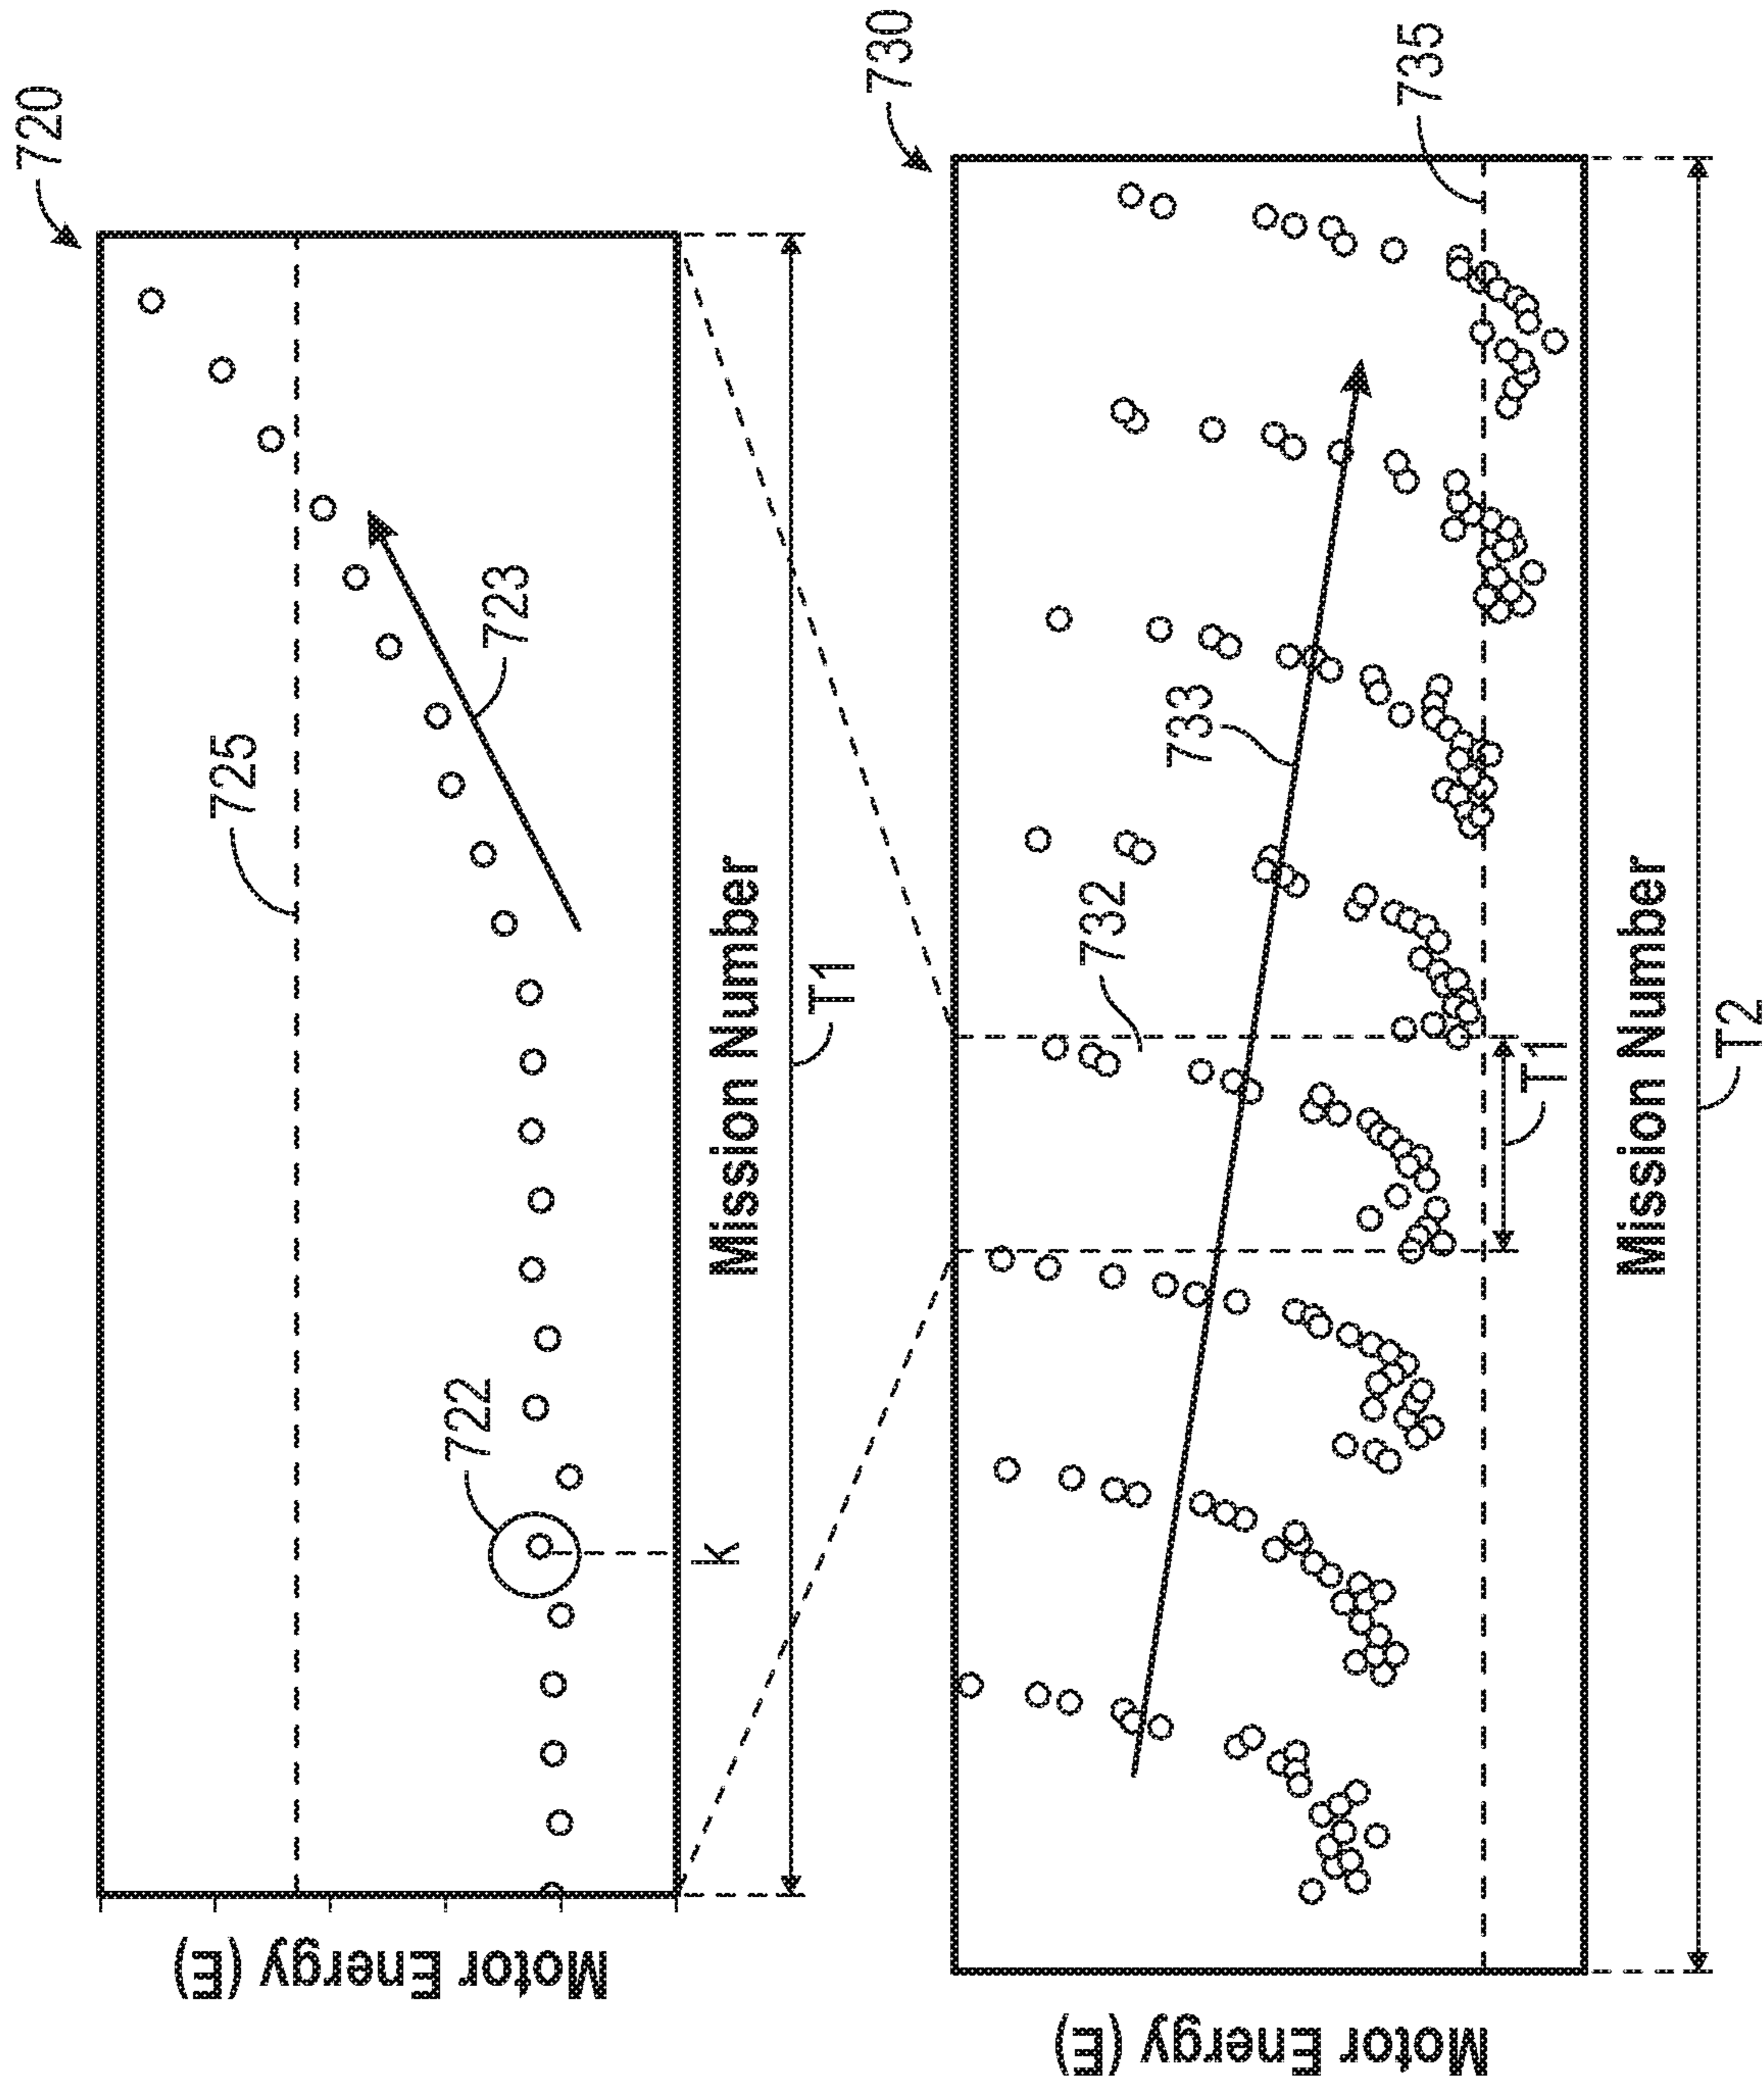 720
725
722
723
k
Motor Energy (E)
Mission Number
T1
730
732
733
735
T1
Motor Energy (E)
Mission Number
T2